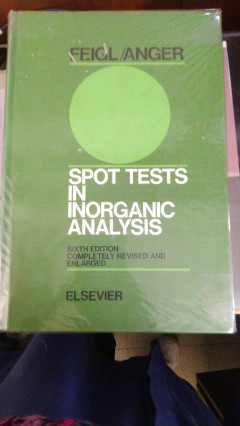 FEIGL/ANGER
SPOT TESTS
IN
INORGANIC
ANALYSIS
SIXTH EDITION
COMPLETELY REVISED AND
ENLARGED
ELSEVIER